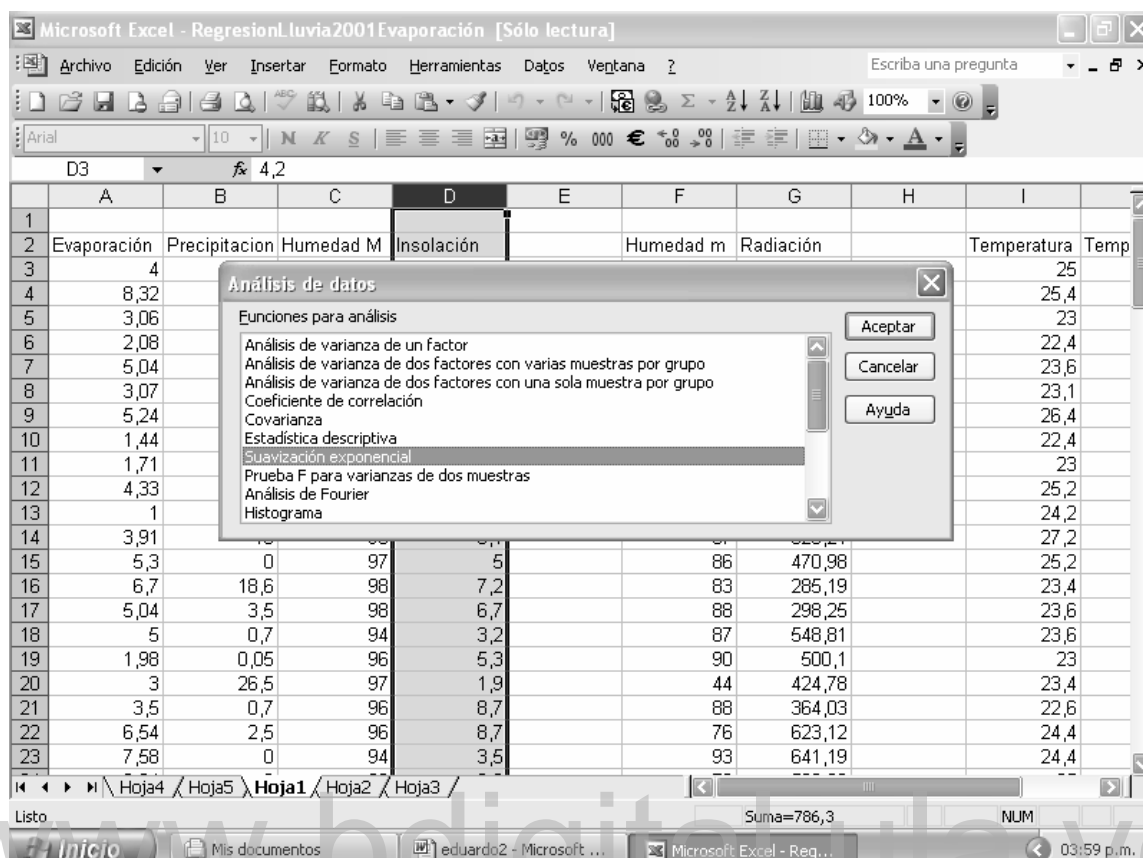 Microsoft Excel - RegresionLluvia2001Evaporación [Sólo lectura]
Archivo Edición Ver Insertar Formato Herramientas Datos Ventana ? Escriba una pregunta
100%
Arial 10 N K S % 000 €
D3 fx 4,2
A B C D E F G H I
1
2 Evaporación Precipitacion Humedad M Insolación Humedad m Radiación Temperatura Temp
3 4 25
Análisis de datos
4 8,32 25,4
Funciones para análisis
5 3,06 23
Aceptar
Análisis de varianza de un factor
6 2,08 22,4
Análisis de varianza de dos factores con varias muestras por grupo
7 5,04 23,6
Cancelar
Análisis de varianza de dos factores con una sola muestra por grupo
8 3,07 23,1
Coeficiente de correlación
9 5,24 26,4
Ayuda
Covarianza
10 1,44 22,4
Estadística descriptiva
11 1,71 23
Suavización exponencial
Prueba F para varianzas de dos muestras
12 4,33 25,2
Análisis de Fourier
13 1 24,2
Histograma
14 3,91 27,2
15 5,3 0 97 5 86 470,98 25,2
16 6,7 18,6 98 7,2 83 285,19 23,4
17 5,04 3,5 98 6,7 88 298,25 23,6
18 5 0,7 94 3,2 87 548,81 23,6
19 1,98 0,05 96 5,3 90 500,1 23
20 3 26,5 97 1,9 44 424,78 23,4
21 3,5 0,7 96 8,7 88 364,03 22,6
22 6,54 2,5 96 8,7 76 623,12 24,4
23 7,58 0 94 3,5 93 641,19 24,4
Hoja4 Hoja5 Hoja1 Hoja2 Hoja3
Listo Suma=786,3 NUM
Inicio Mis documentos eduardo2 - Microsoft ... Microsoft Excel - Reg... 03:59 p.m.